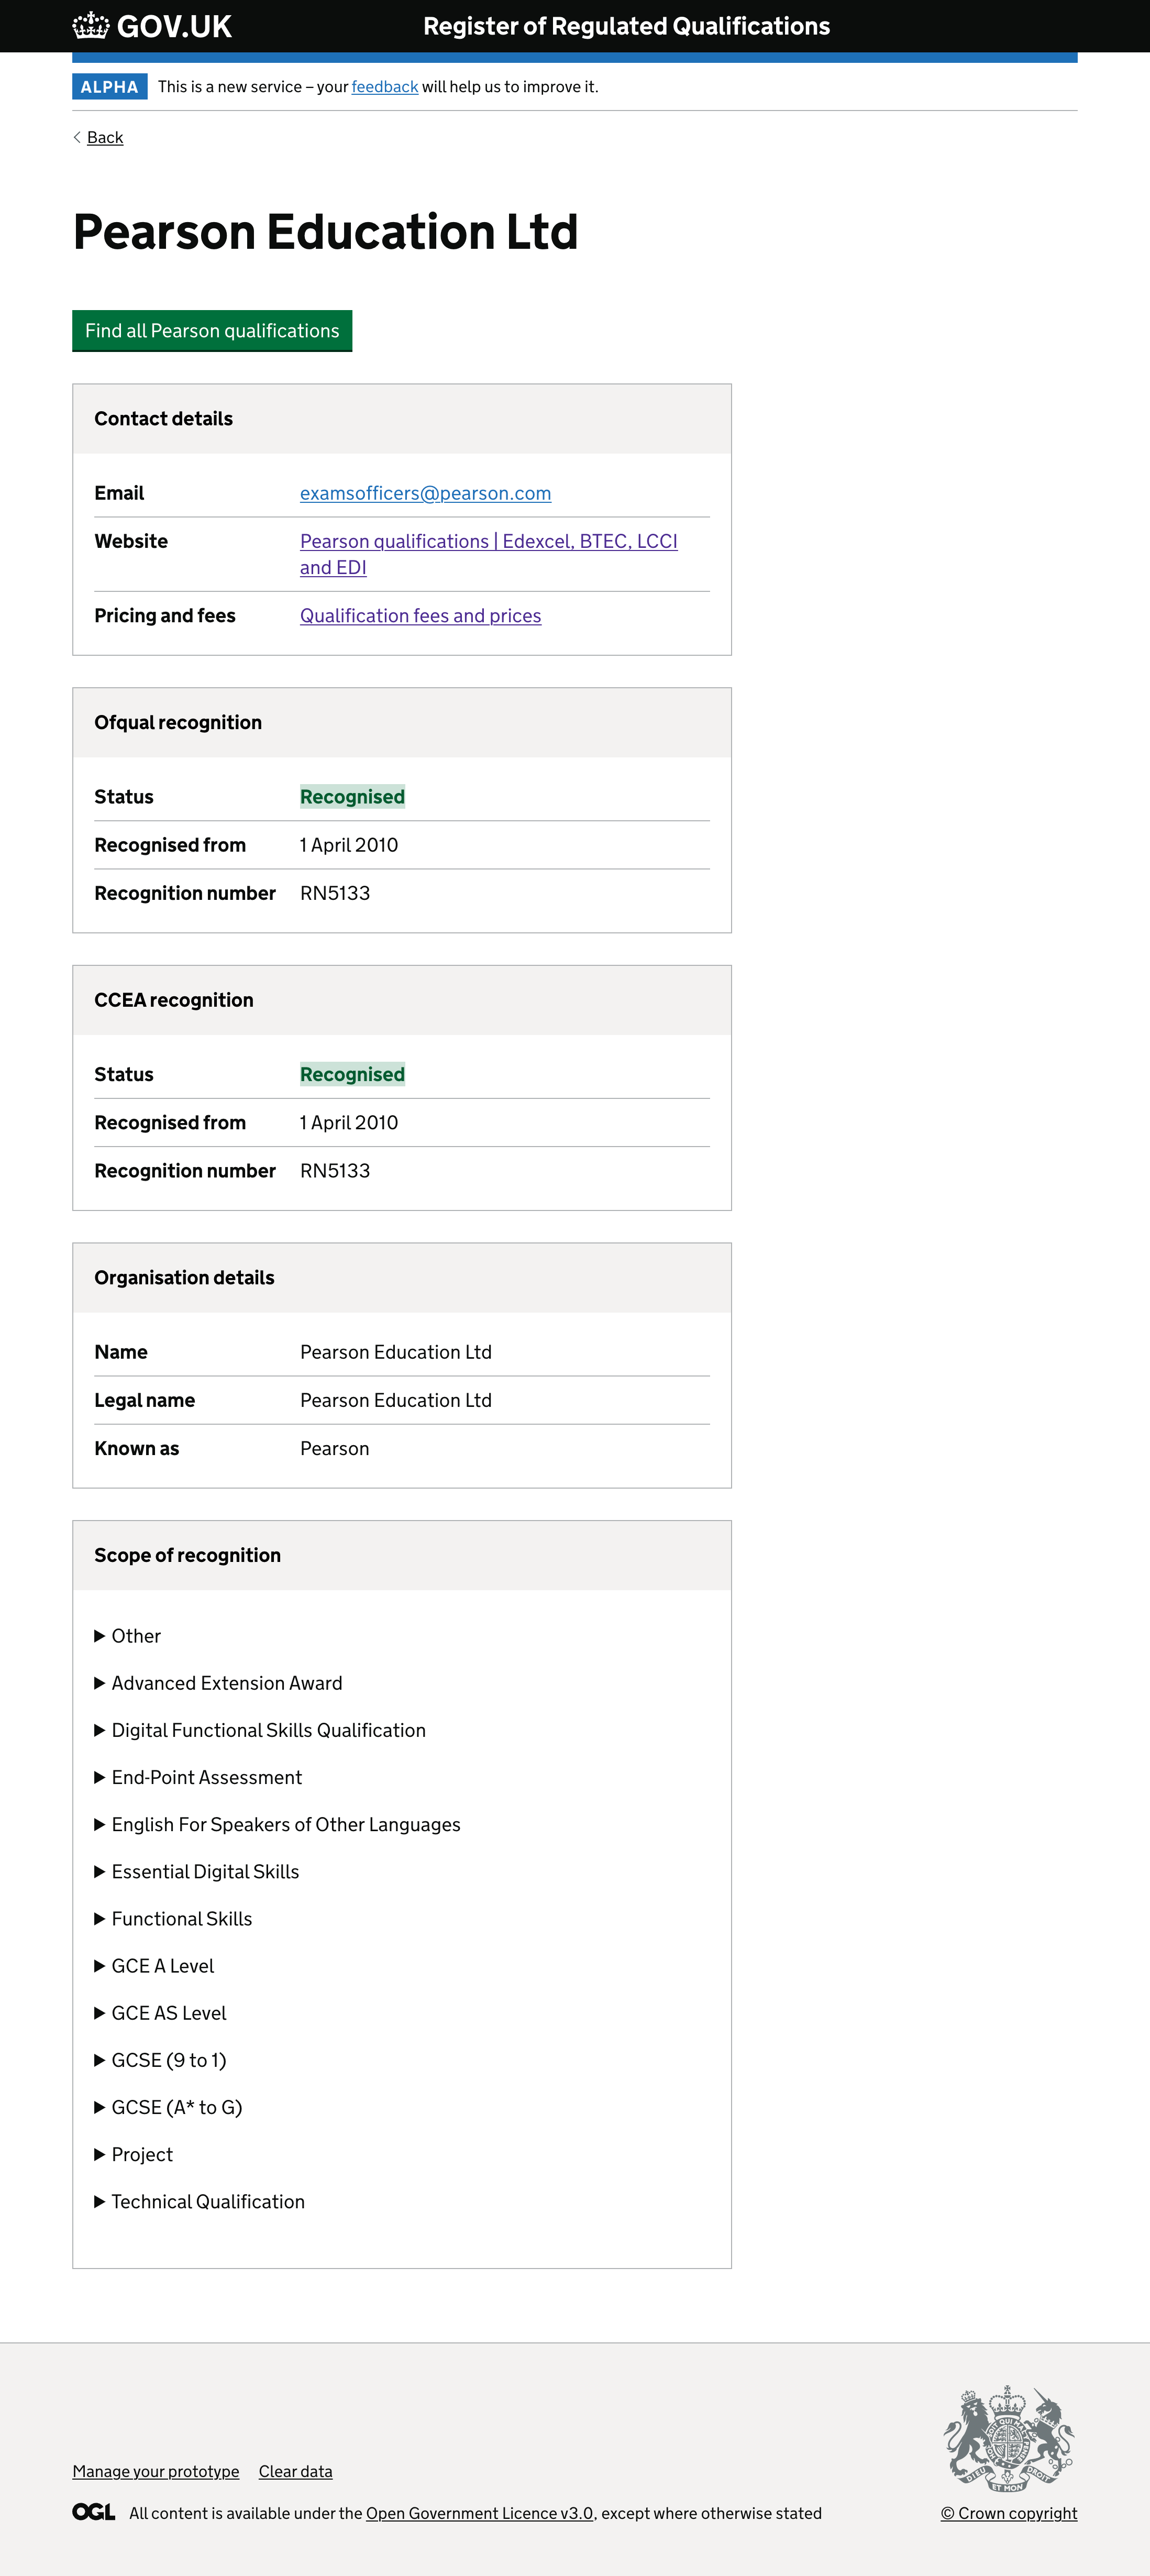 GOV.UK
Register of Regulated Qualifications
ALPHA This is a new service – your feedback will help us to improve it.
Back
Pearson Education Ltd
Find all Pearson qualifications
Contact details
Email examsofficers@pearson.com
Website Pearson qualifications | Edexcel, BTEC, LCCI
and EDI
Pricing and fees Qualification fees and prices
Ofqual recognition
Status Recognised
Recognised from 1 April 2010
Recognition number RN5133
CCEA recognition
Status Recognised
Recognised from 1 April 2010
Recognition number RN5133
Organisation details
Name Pearson Education Ltd
Legal name Pearson Education Ltd
Known as Pearson
Scope of recognition
Other
Advanced Extension Award
Digital Functional Skills Qualification
End-Point Assessment
English For Speakers of Other Languages
Essential Digital Skills
Functional Skills
GCE A Level
GCE AS Level
GCSE (9 to 1)
GCSE (A* to G)
Project
Technical Qualification
Manage your prototype Clear data
OGL All content is available under the Open Government Licence v3.0, except where otherwise stated
DIEU ET MON DROIT
© Crown copyright